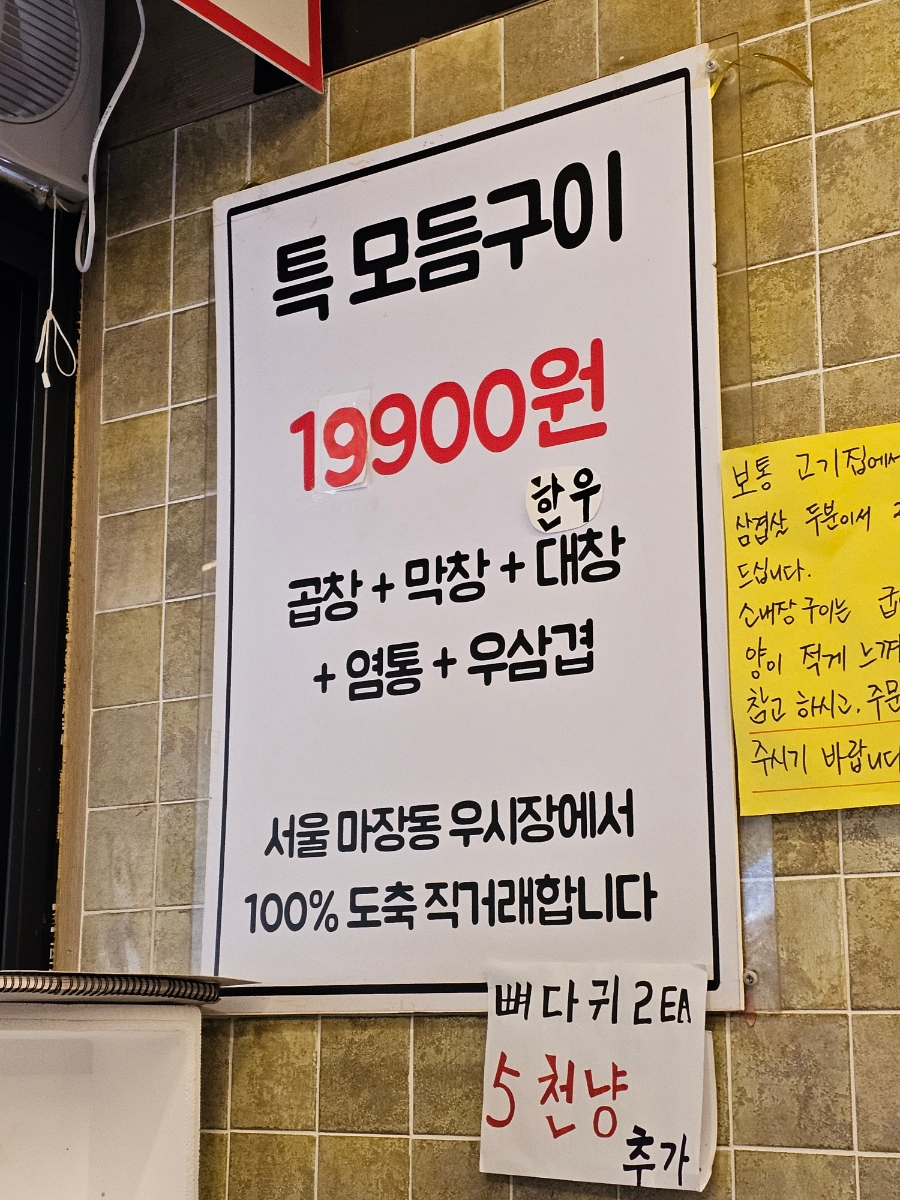 특 모듬구이
19900원
한우
곱창 + 막창 + 대창
+ 염통 + 우삼겹
서울 마장동 우시장에서
100% 도축 직거래합니다
뼈다귀 2EA
5천냥
추가
보통 고기집에서
삼겹살 두분이서
드십니다.
소내장 구이는
양이 적게
참고 하시고, 주문
주시기 바랍니다